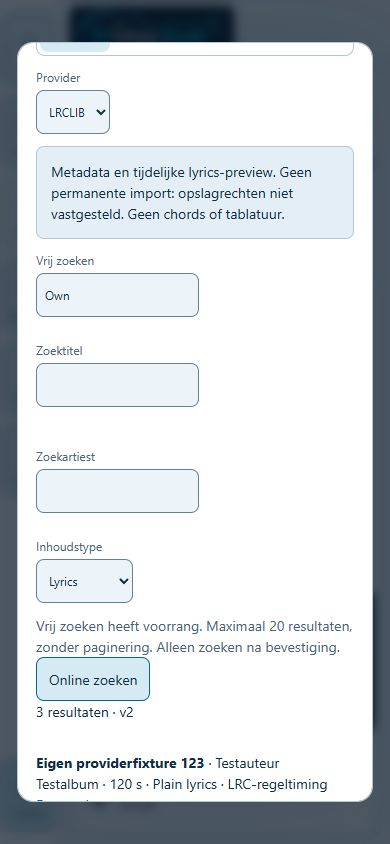 Provider
LRCLIB
Metadata en tijdelijke lyrics-preview. Geen
permanente import: opslagrechten niet
vastgesteld. Geen chords of tablatuur.
Vrij zoeken
Own
Zoektitel
Zoekartiest
Inhoudstype
Lyrics
Vrij zoeken heeft voorrang. Maximaal 20 resultaten,
zonder paginering. Alleen zoeken na bevestiging.
Online zoeken
3 resultaten · v2
Eigen providerfixture 123 · Testauteur
Testalbum · 120 s · Plain lyrics · LRC-regeltiming